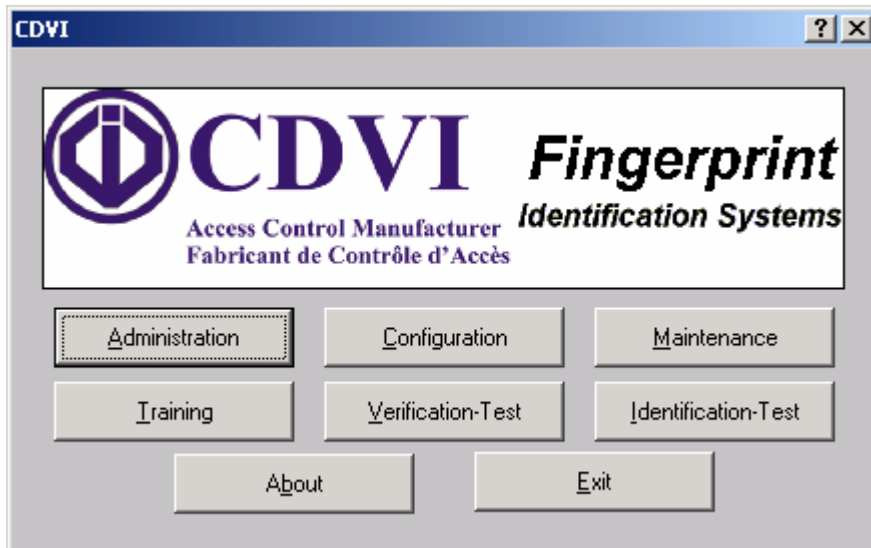 CDVI
CDVI
Fingerprint
Identification Systems
Access Control Manufacturer
Fabricant de Contrôle d'Accès
Administration
Configuration
Maintenance
Training
Verification-Test
Identification-Test
About
Exit